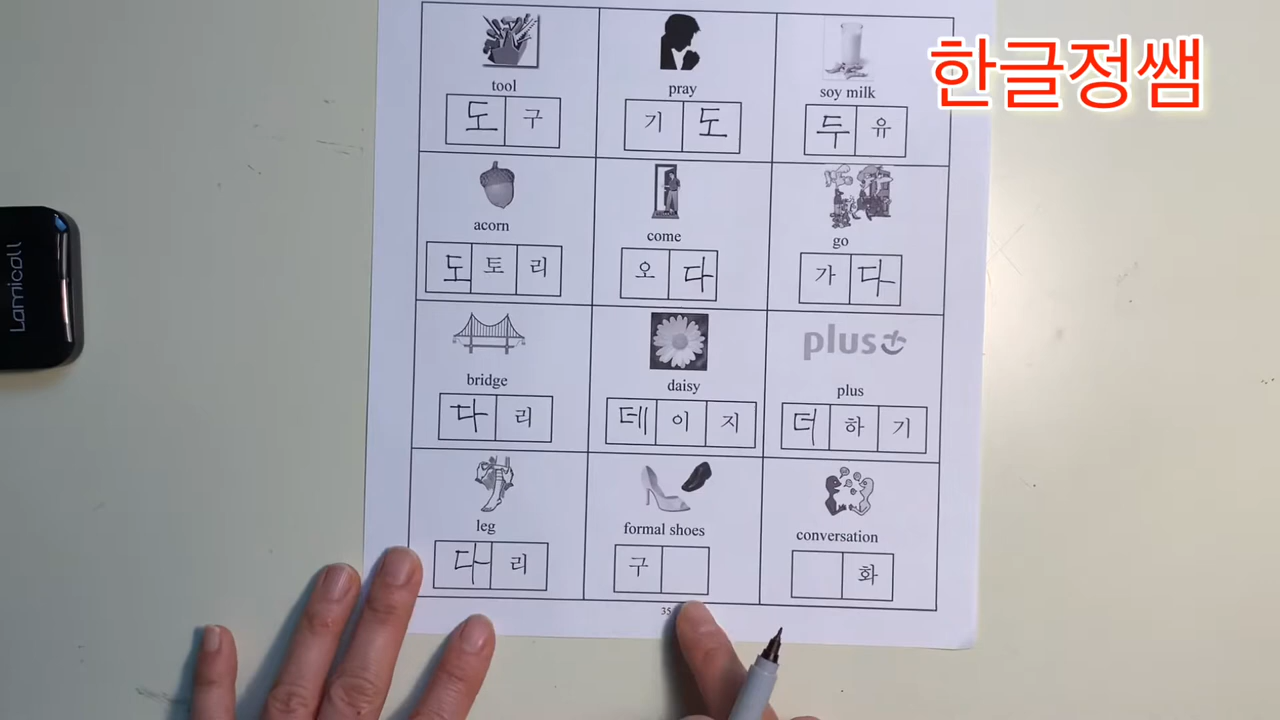 한글정쌤
tool
도구
pray
기도
soy milk
두유
acorn
도토리
come
오다
go
가다
bridge
다리
daisy
데이지
plus
plus
더하기
leg
다리
formal shoes
구
conversation
화
35
Lamicall